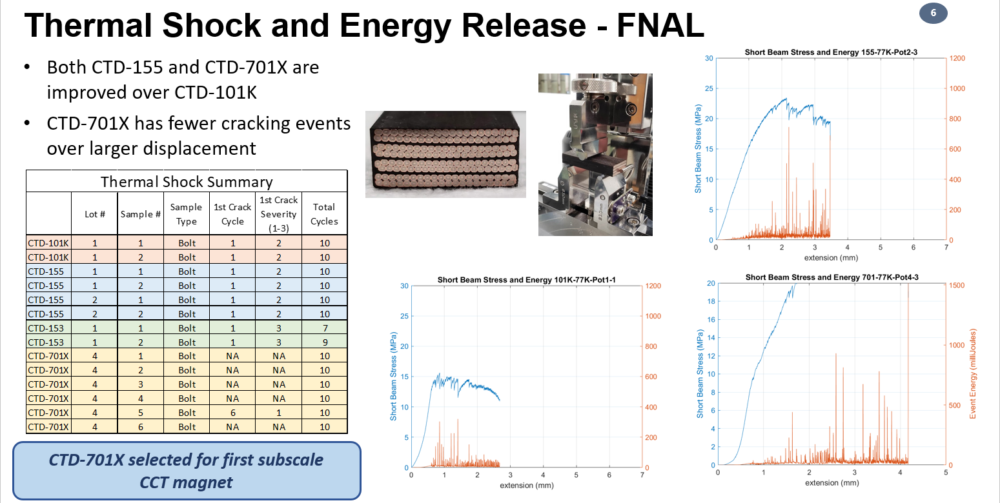 Thermal Shock and Energy Release - FNAL
6
• Both CTD-155 and CTD-701X are
improved over CTD-101K
• CTD-701X has fewer cracking events
over larger displacement
Thermal Shock Summary
Lot # Sample # Sample Type 1st Crack Cycle 1st Crack Severity (1-3) Total Cycles
CTD-101K 1 1 Bolt 1 2 10
CTD-101K 1 2 Bolt 1 2 10
CTD-155 1 1 Bolt 1 2 10
CTD-155 1 2 Bolt 1 2 10
CTD-155 2 1 Bolt 1 2 10
CTD-155 2 2 Bolt 1 2 10
CTD-153 1 1 Bolt 1 3 7
CTD-153 1 2 Bolt 1 3 9
CTD-701X 4 1 Bolt NA NA 10
CTD-701X 4 2 Bolt NA NA 10
CTD-701X 4 3 Bolt NA NA 10
CTD-701X 4 4 Bolt NA NA 10
CTD-701X 4 5 Bolt 6 1 10
CTD-701X 4 6 Bolt NA NA 10
CTD-701X selected for first subscale
CCT magnet
Short Beam Stress and Energy 155-77K-Pot2-3
Short Beam Stress (MPa)
30
25
20
15
10
5
0
1200
1000
800
600
400
200
0
0 1 2 3 4 5 6 7
extension (mm)
Short Beam Stress and Energy 101K-77K-Pot1-1
Short Beam Stress (MPa)
30
25
20
15
10
5
0
1200
1000
800
600
400
200
0
0 1 2 3 4 5 6 7
extension (mm)
Short Beam Stress and Energy 701-77K-Pot4-3
Short Beam Stress (MPa)
20
18
16
14
12
10
8
6
4
2
0
1500
1000
500
0
Event Energy (milliJoules)
0 1 2 3 4 5
extension (mm)